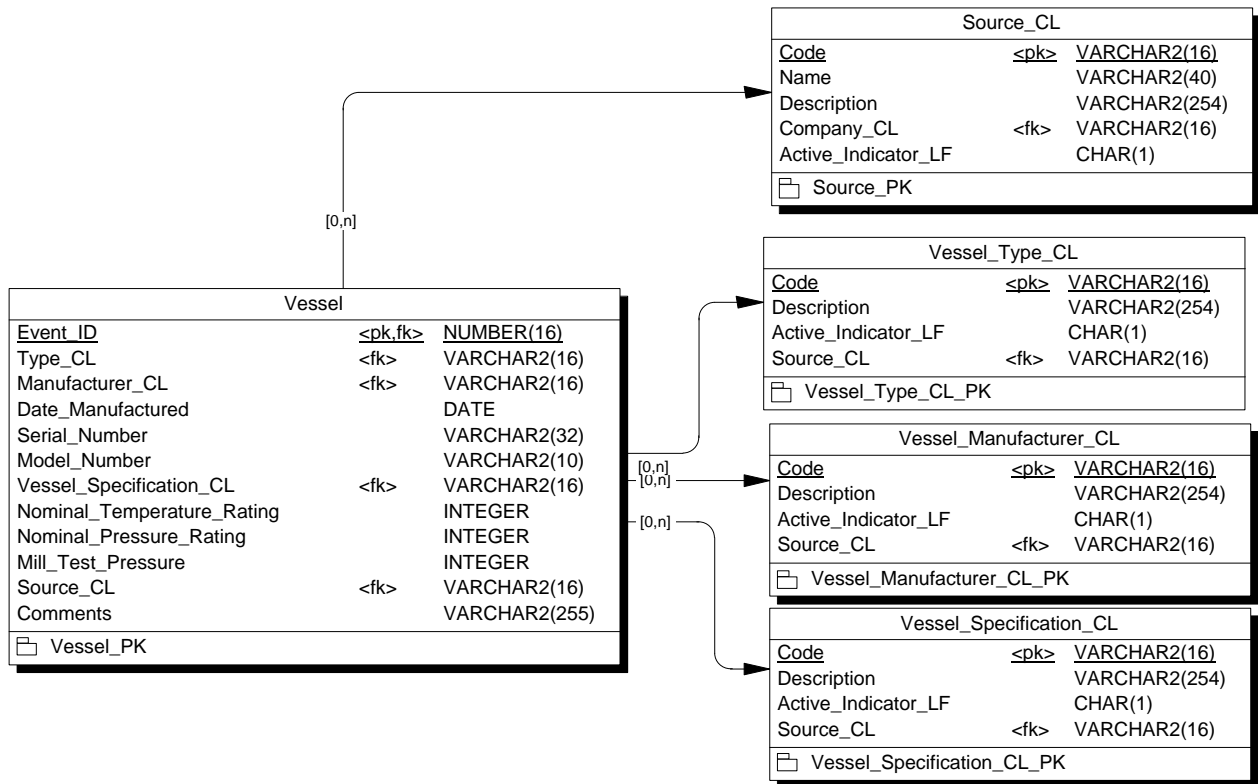 Source_CL
Code <pk> VARCHAR2(16)
Name VARCHAR2(40)
Description VARCHAR2(254)
Company_CL <fk> VARCHAR2(16)
Active_Indicator_LF CHAR(1)
Source_PK
[0,n]
Vessel
Event_ID <pk,fk> NUMBER(16)
Type_CL <fk> VARCHAR2(16)
Manufacturer_CL <fk> VARCHAR2(16)
Date_Manufactured DATE
Serial_Number VARCHAR2(32)
Model_Number VARCHAR2(10)
Vessel_Specification_CL <fk> VARCHAR2(16)
Nominal_Temperature_Rating INTEGER
Nominal_Pressure_Rating INTEGER
Mill_Test_Pressure INTEGER
Source_CL <fk> VARCHAR2(16)
Comments VARCHAR2(255)
Vessel_PK
[0,n]
[0,n]
[0,n]
Vessel_Type_CL
Code <pk> VARCHAR2(16)
Description VARCHAR2(254)
Active_Indicator_LF CHAR(1)
Source_CL <fk> VARCHAR2(16)
Vessel_Type_CL_PK
Vessel_Manufacturer_CL
Code <pk> VARCHAR2(16)
Description VARCHAR2(254)
Active_Indicator_LF CHAR(1)
Source_CL <fk> VARCHAR2(16)
Vessel_Manufacturer_CL_PK
Vessel_Specification_CL
Code <pk> VARCHAR2(16)
Description VARCHAR2(254)
Active_Indicator_LF CHAR(1)
Source_CL <fk> VARCHAR2(16)
Vessel_Specification_CL_PK